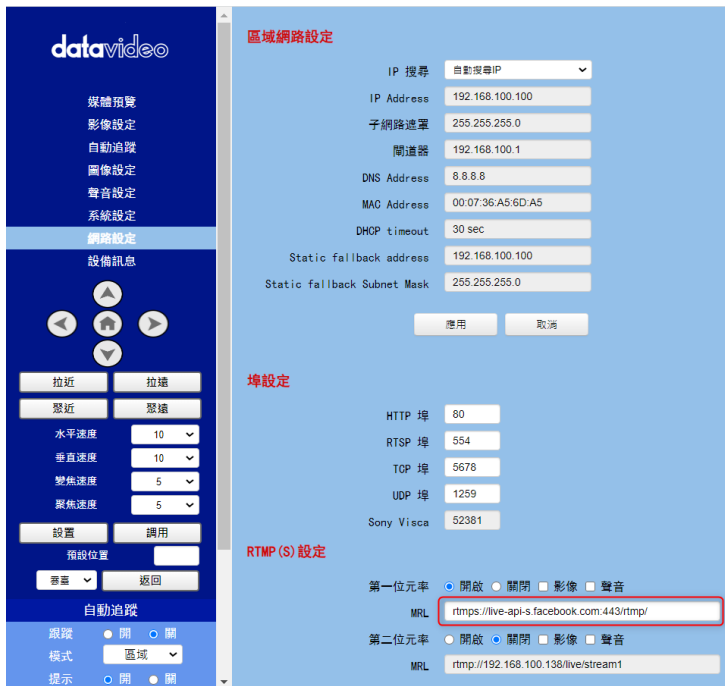 datavideo
媒體預覽
影像設定
自動追蹤
圖像設定
聲音設定
系統設定
網路設定
設備訊息
拉近 拉遠
聚近 聚遠
水平速度 10
垂直速度 10
變焦速度 5
聚焦速度 5
設置 調用
預設位置
看臺 返回
自動追蹤
跟蹤 開 關
模式 區域
提示 開 關
區域網路設定
IP 搜尋 自動搜尋IP
IP Address 192.168.100.100
子網路遮罩 255.255.255.0
閘道器 192.168.100.1
DNS Address 8.8.8.8
MAC Address 00:07:36:A5:6D:A5
DHCP timeout 30 sec
Static fallback address 192.168.100.100
Static fallback Subnet Mask 255.255.255.0
應用 取消
埠設定
HTTP 埠 80
RTSP 埠 554
TCP 埠 5678
UDP 埠 1259
Sony Visca 52381
RTMP(S)設定
第一位元率 開啟 關閉 影像 聲音
MRL rtmps://live-api-s.facebook.com:443/rtmp/
第二位元率 開啟 關閉 影像 聲音
MRL rtmp://192.168.100.138/live/stream1